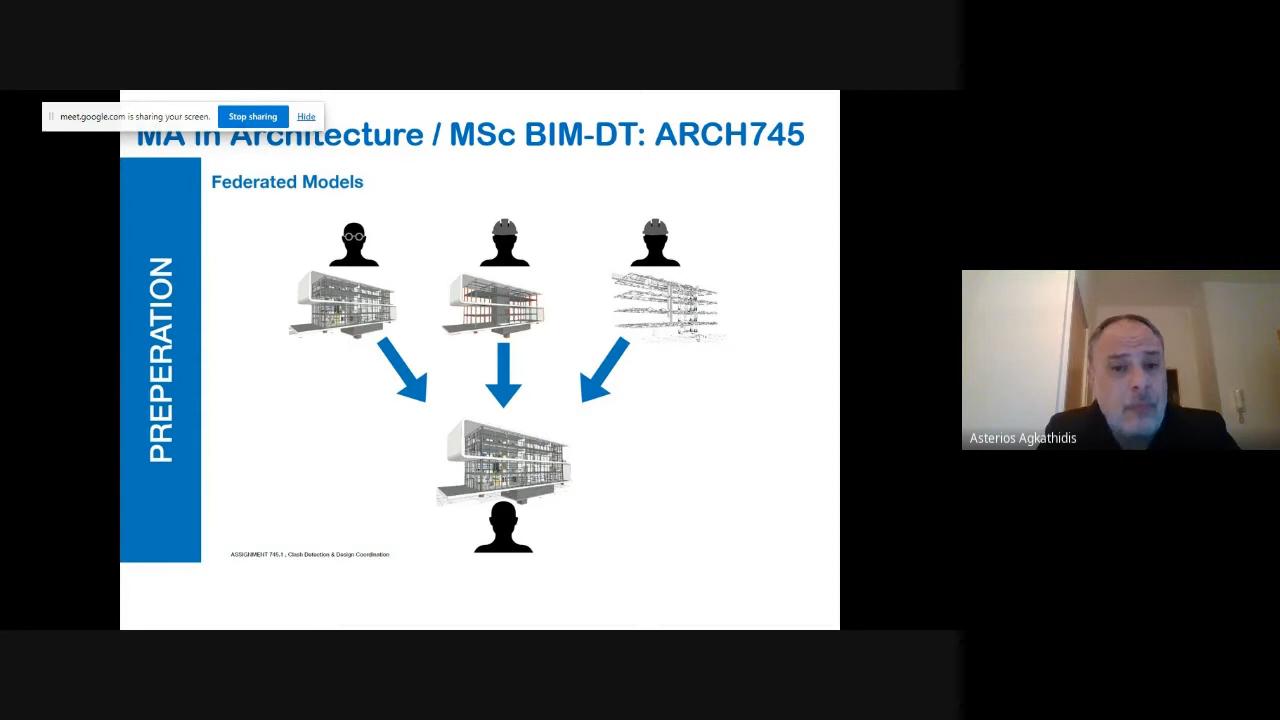 meet.google.com is sharing your screen.
Stop sharing
Hide
MA in Architecture / MSc BIM-DT: ARCH745
Federated Models
PREPERATION
ASSIGNMENT 745.1 , Clash Detection & Design Coordination
Asterios Agkathidis